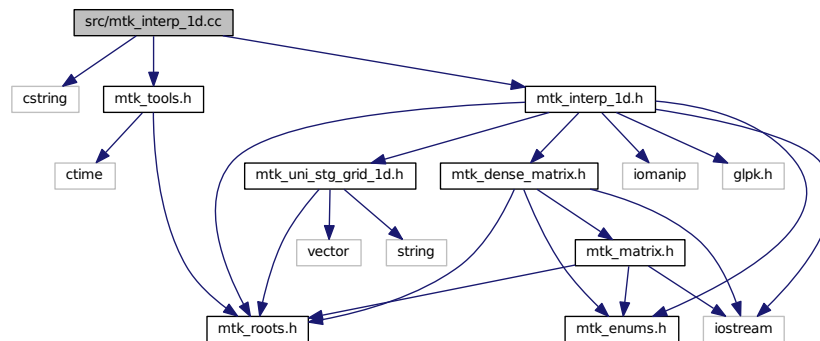 src/mtk_interp_1d.cc
cstring
mtk_tools.h
mtk_interp_1d.h
ctime
mtk_uni_stg_grid_1d.h
mtk_dense_matrix.h
iomanip
glpk.h
vector
string
mtk_matrix.h
mtk_roots.h
mtk_enums.h
iostream